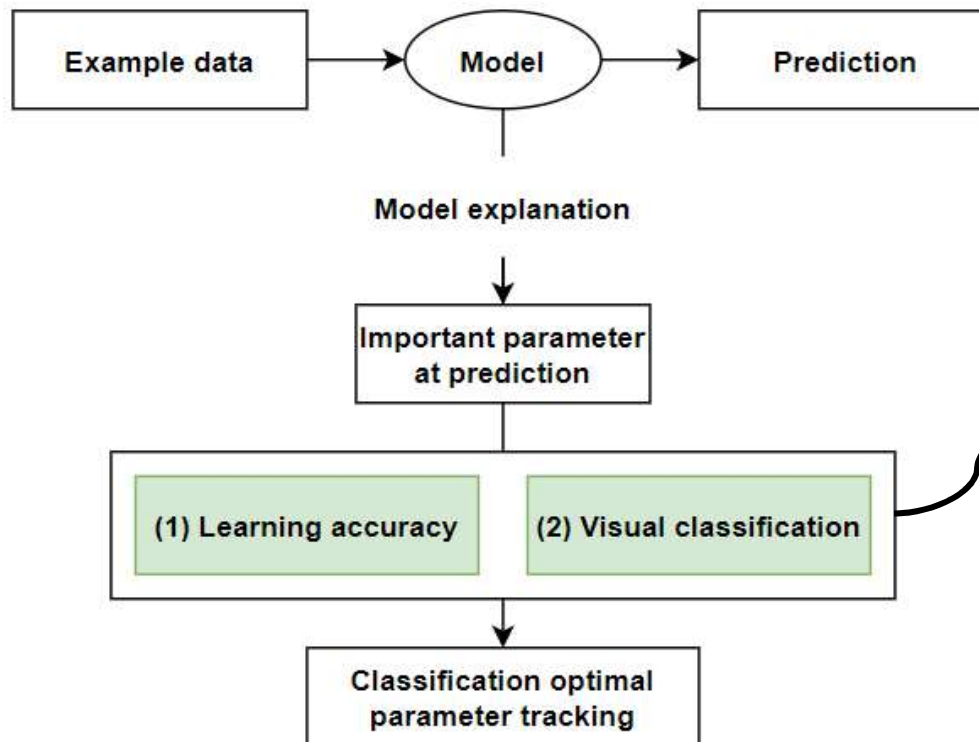 Example data
Model
Prediction
Model explanation
Important parameter
at prediction
(1) Learning accuracy
(2) Visual classification
Classification optimal
parameter tracking